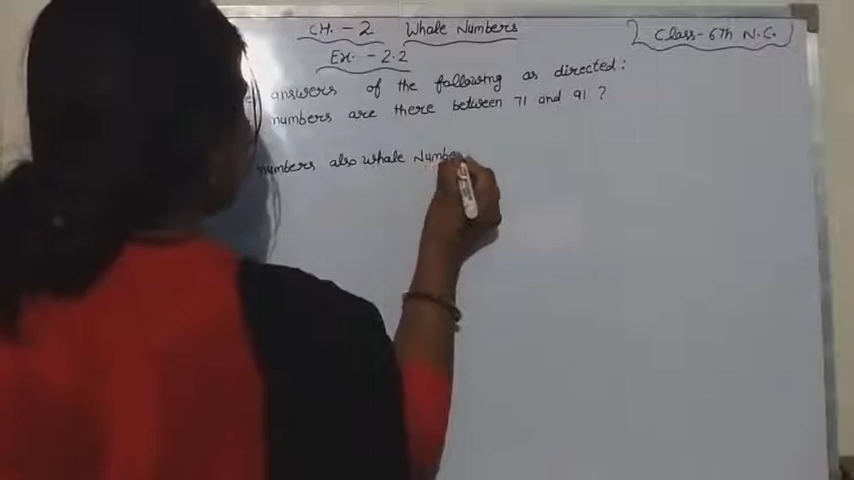 CH. - 2 Whale Numbers
Class- 6th N.C.
Ex. - 2.2
answers of the following as directed :
numbers are there between 71 and 91 ?
numbers also whale Numbe